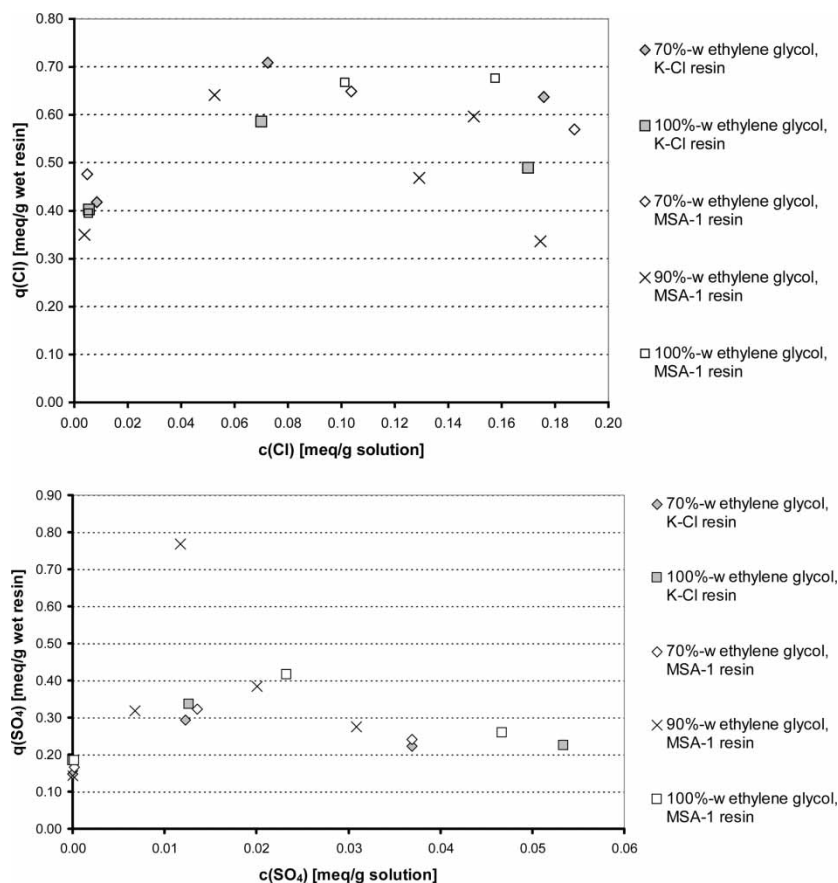 0.80
0.70
0.60
0.50
0.40
0.30
0.20
0.10
0.00
q(Cl) [meq/g wet resin]
0.00 0.02 0.04 0.06 0.08 0.10 0.12 0.14 0.16 0.18 0.20
c(Cl) [meq/g solution]
70%-w ethylene glycol,
K-Cl resin
100%-w ethylene glycol,
K-Cl resin
70%-w ethylene glycol,
MSA-1 resin
90%-w ethylene glycol,
MSA-1 resin
100%-w ethylene glycol,
MSA-1 resin
0.90
0.80
0.70
0.60
0.50
0.40
0.30
0.20
0.10
0.00
q(SO₄) [meq/g wet resin]
0.00 0.01 0.02 0.03 0.04 0.05 0.06
c(SO₄) [meq/g solution]
70%-w ethylene glycol,
K-Cl resin
100%-w ethylene glycol,
K-Cl resin
70%-w ethylene glycol,
MSA-1 resin
90%-w ethylene glycol,
MSA-1 resin
100%-w ethylene glycol,
MSA-1 resin